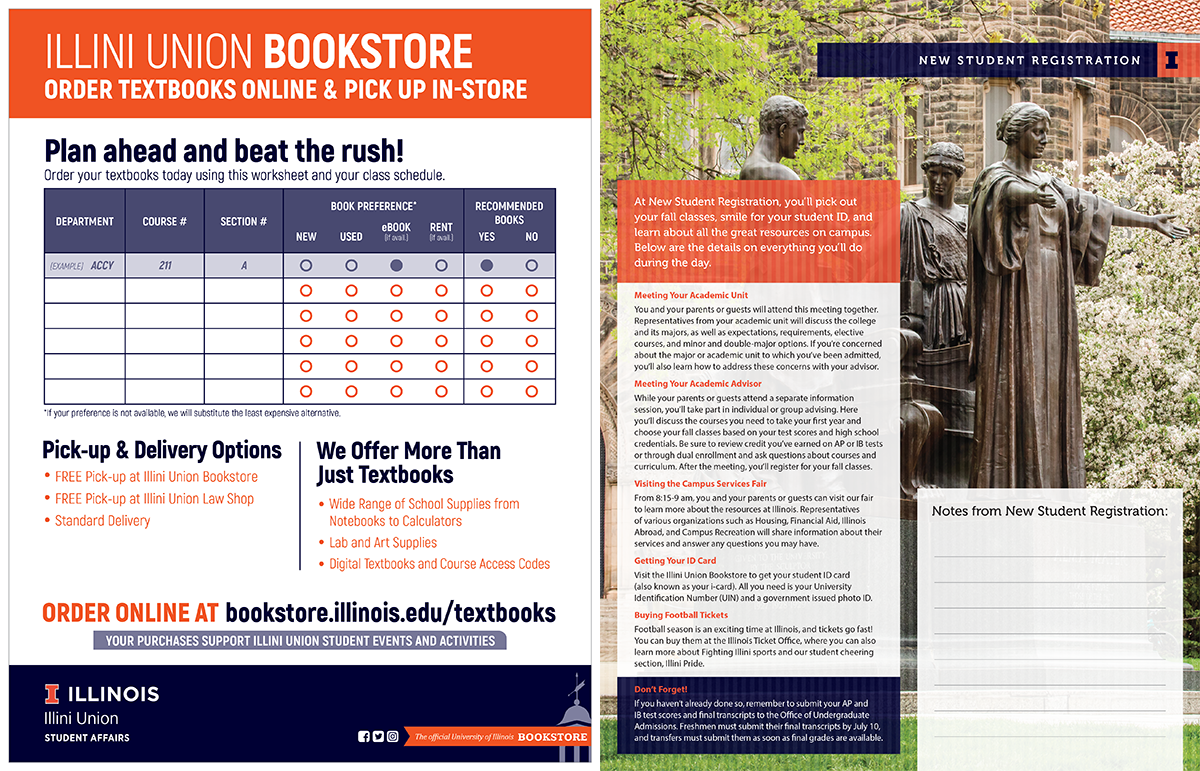 ILLINI UNION BOOKSTORE
ORDER TEXTBOOKS ONLINE & PICK UP IN-STORE
Plan ahead and beat the rush!
Order your textbooks today using this worksheet and your class schedule.
DEPARTMENT COURSE # SECTION # BOOK PREFERENCE* RECOMMENDED BOOKS
NEW USED eBOOK (if avail.) RENT (if avail.) YES NO
(EXAMPLE) ACCY 211 A
*If your preference is not available, we will substitute the least expensive alternative.
Pick-up & Delivery Options
• FREE Pick-up at Illini Union Bookstore
• FREE Pick-up at Illini Union Law Shop
• Standard Delivery
We Offer More Than
Just Textbooks
• Wide Range of School Supplies from
Notebooks to Calculators
• Lab and Art Supplies
• Digital Textbooks and Course Access Codes
ORDER ONLINE AT bookstore.illinois.edu/textbooks
YOUR PURCHASES SUPPORT ILLINI UNION STUDENT EVENTS AND ACTIVITIES
I ILLINOIS
Illini Union
STUDENT AFFAIRS
The official University of Illinois BOOKSTORE
NEW STUDENT REGISTRATION I
At New Student Registration, you'll pick out
your fall classes, smile for your student ID, and
learn about all the great resources on campus.
Below are the details on everything you'll do
during the day.
Meeting Your Academic Unit
You and your parents or guests will attend this meeting together.
Representatives from your academic unit will discuss the college
and its majors, as well as expectations, requirements, elective
courses, and minor and double-major options. If you're concerned
about the major or academic unit to which you've been admitted,
you'll also learn how to address these concerns with your advisor.
Meeting Your Academic Advisor
While your parents or guests attend a separate information
session, you'll take part in individual or group advising. Here
you'll discuss the courses you need to take your first year and
choose your fall classes based on your test scores and high school
credentials. Be sure to review credit you've earned on AP or IB tests
or through dual enrollment and ask questions about courses and
curriculum. After the meeting, you'll register for your fall classes.
Visiting the Campus Services Fair
From 8:15-9 am, you and your parents or guests can visit our fair
to learn more about the resources at Illinois. Representatives
of various organizations such as Housing, Financial Aid, Illinois
Abroad, and Campus Recreation will share information about their
services and answer any questions you may have.
Getting Your ID Card
Visit the Illini Union Bookstore to get your student ID card
(also known as your i-card). All you need is your University
Identification Number (UIN) and a government issued photo ID.
Buying Football Tickets
Football season is an exciting time at Illinois, and tickets go fast!
You can buy them at the Illinois Ticket Office, where you can also
learn more about Fighting Illini sports and our student cheering
section, Illini Pride.
Don't Forget!
If you haven't already done so, remember to submit your AP and
IB test scores and final transcripts to the Office of Undergraduate
Admissions. Freshmen must submit their final transcripts by July 10,
and transfers must submit them as soon as final grades are available.
Notes from New Student Registration: